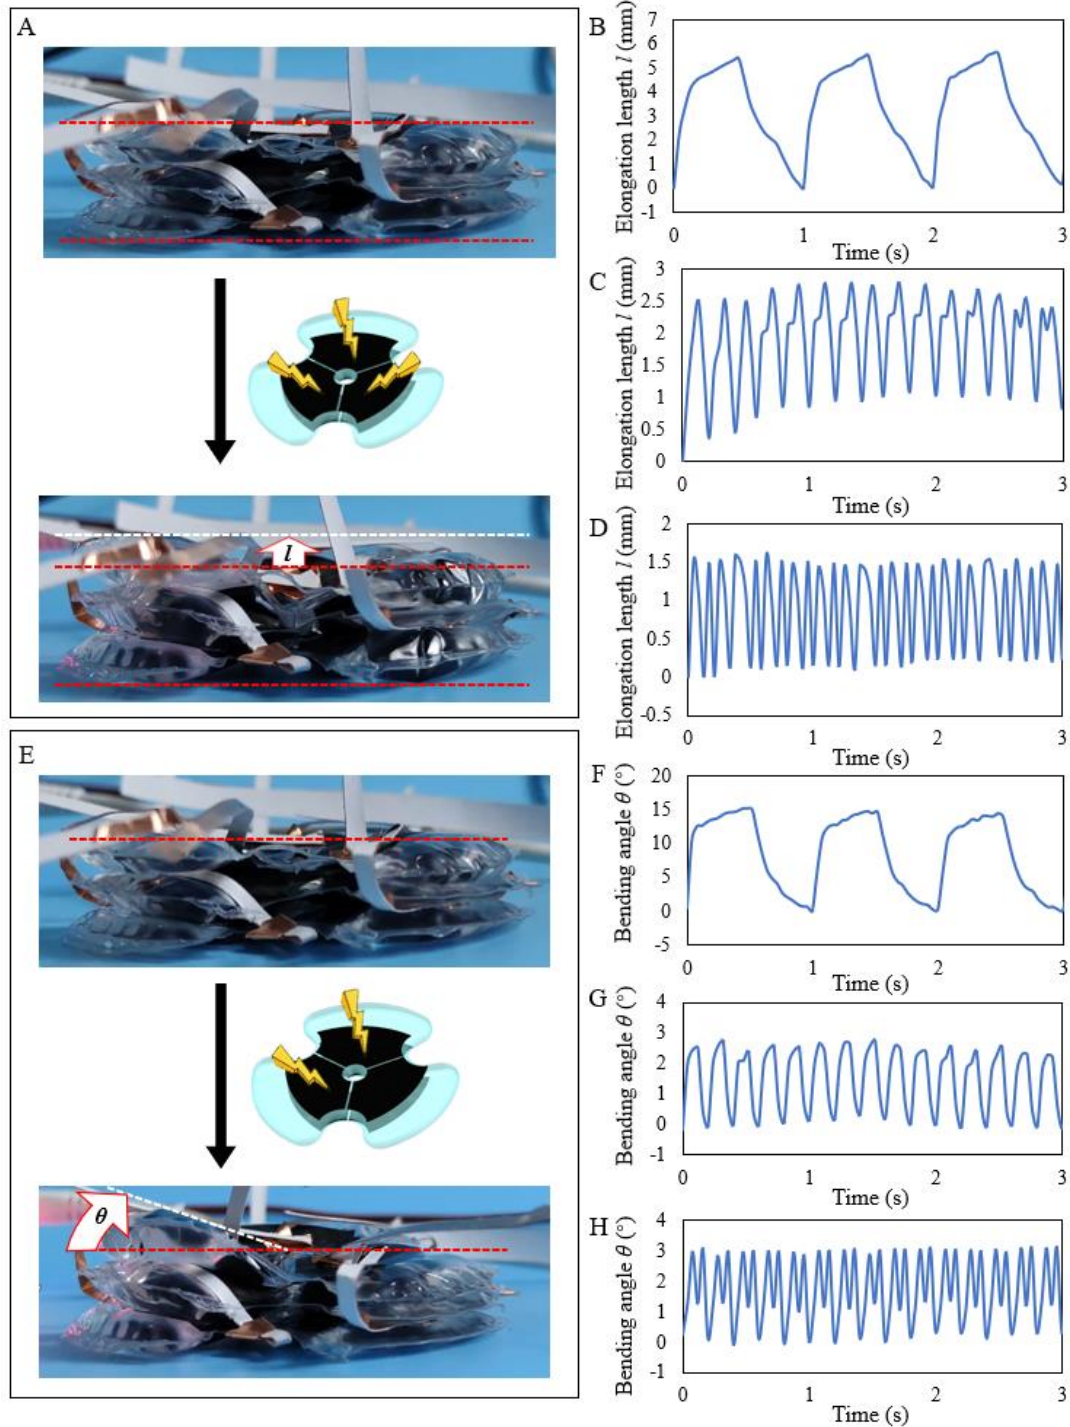 A
l
E
θ
B
Elongation length l (mm)
7
6
5
4
3
2
1
0
-1
0 1 2 3
Time (s)
C
Elongation length l (mm)
3
2.5
2
1.5
1
0.5
0
0 1 2 3
Time (s)
D
Elongation length l (mm)
2
1.5
1
0.5
0
-0.5
0 1 2 3
Time (s)
F
Bending angle θ (°)
20
15
10
5
0
-5
0 1 2 3
Time (s)
G
Bending angle θ (°)
4
3
2
1
0
-1
0 1 2 3
Time (s)
H
Bending angle θ (°)
4
3
2
1
0
-1
0 1 2 3
Time (s)